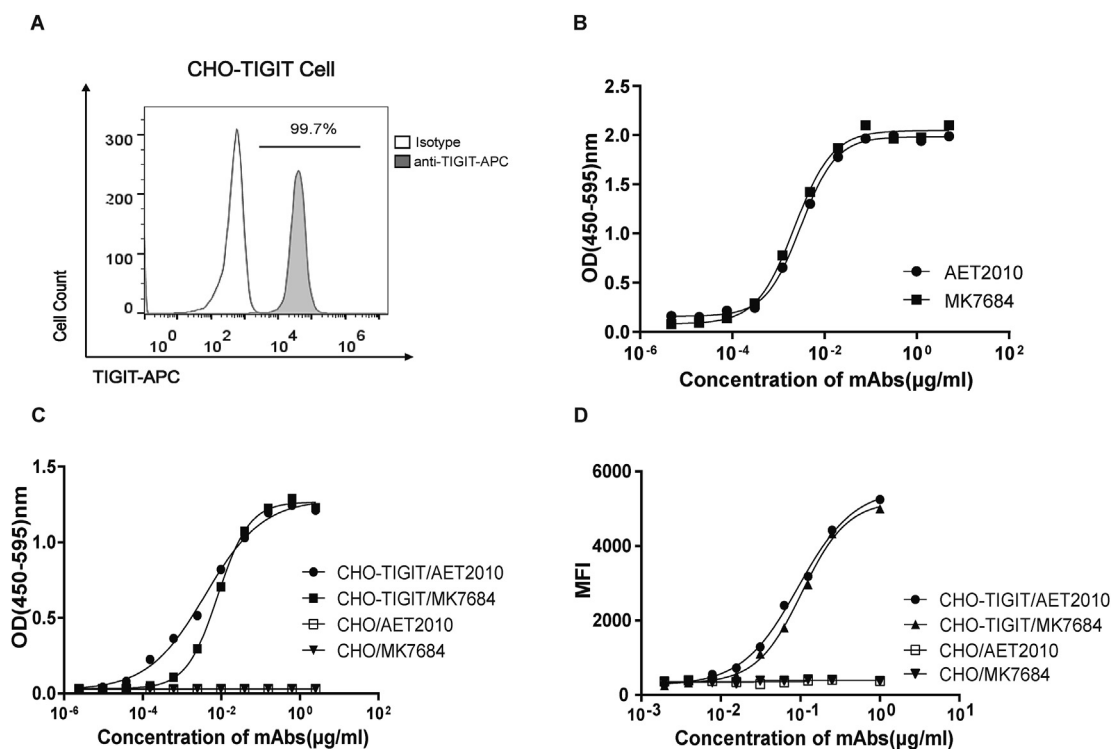 A
CHO-TIGIT Cell
99.7%
Isotype
anti-TIGIT-APC
300
200
100
0
Cell Count
10^0 10^2 10^4 10^6
TIGIT-APC
B
2.5
2.0
1.5
1.0
0.5
0.0
OD(450-595)nm
AET2010
MK7684
10^-6 10^-4 10^-2 10^0 10^2
Concentration of mAbs(µg/ml)
C
1.5
1.0
0.5
0.0
OD(450-595)nm
CHO-TIGIT/AET2010
CHO-TIGIT/MK7684
CHO/AET2010
CHO/MK7684
10^-6 10^-4 10^-2 10^0 10^2
Concentration of mAbs(µg/ml)
D
6000
4000
2000
0
MFI
CHO-TIGIT/AET2010
CHO-TIGIT/MK7684
CHO/AET2010
CHO/MK7684
10^-3 10^-2 10^-1 10^0 10^1
Concentration of mAbs(µg/ml)